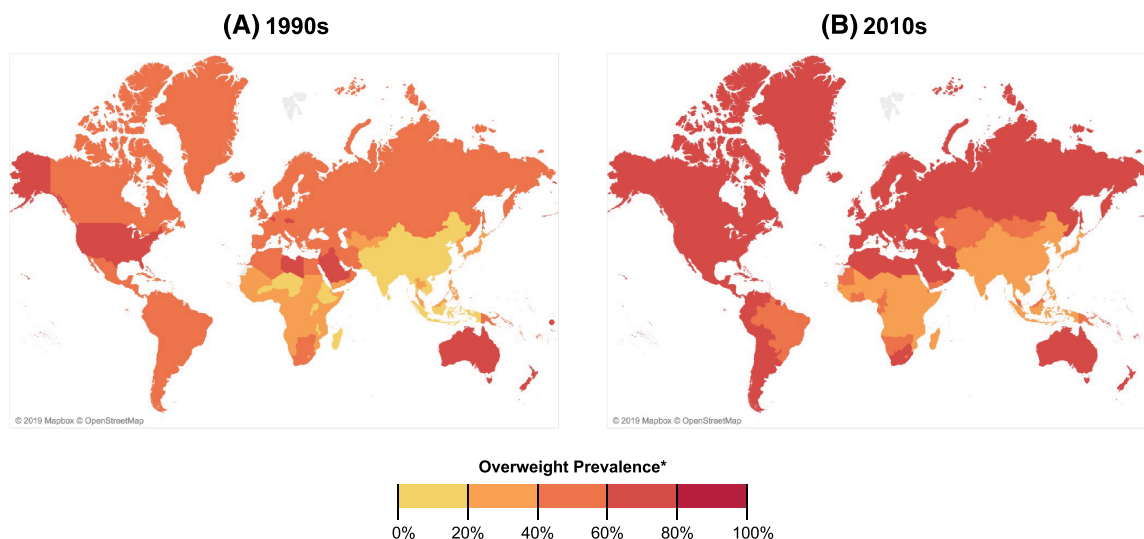 (A) 1990s
(B) 2010s
© 2019 Mapbox © OpenStreetMap
© 2019 Mapbox © OpenStreetMap
Overweight Prevalence*
0% 20% 40% 60% 80% 100%